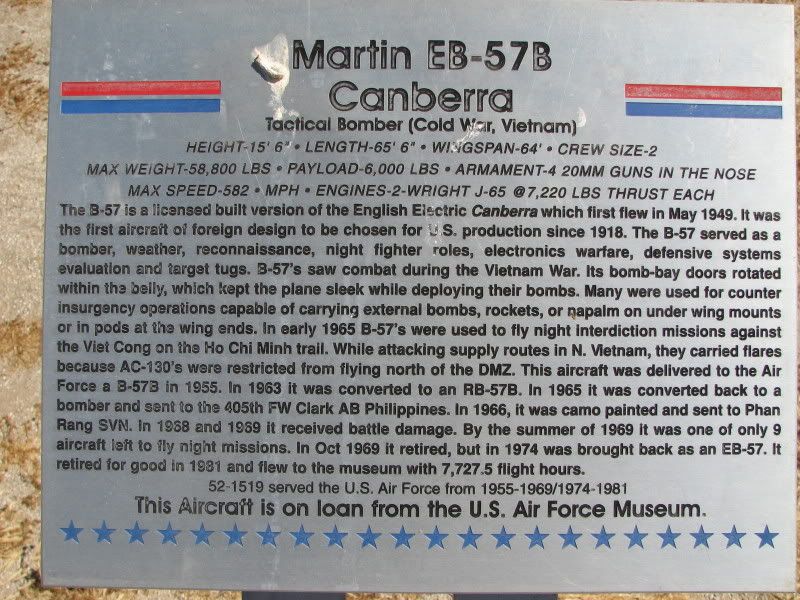 Martin EB-57B
Canberra
Tactical Bomber (Cold War, Vietnam)
HEIGHT-15' 6" • LENGTH-65' 6" • WINGSPAN-64' • CREW SIZE-2
MAX WEIGHT-58,800 LBS • PAYLOAD-6,000 LBS • ARMAMENT-4 20MM GUNS IN THE NOSE
MAX SPEED-582 • MPH • ENGINES-2-WRIGHT J-65 @7,220 LBS THRUST EACH
The B-57 is a licensed built version of the English Electric Canberra which first flew in May 1949. It was
the first aircraft of foreign design to be chosen for U.S. production since 1918. The B-57 served as a
bomber, weather, reconnaissance, night fighter roles, electronics warfare, defensive systems
evaluation and target tugs. B-57's saw combat during the Vietnam War. Its bomb-bay doors rotated
within the belly, which kept the plane sleek while deploying their bombs. Many were used for counter
insurgency operations capable of carrying external bombs, rockets, or napalm on under wing mounts
or in pods at the wing ends. In early 1965 B-57's were used to fly night interdiction missions against
the Viet Cong on the Ho Chi Minh trail. While attacking supply routes in N. Vietnam, they carried flares
because AC-130's were restricted from flying north of the DMZ. This aircraft was delivered to the Air
Force a B-57B in 1955. In 1963 it was converted to an RB-57B. In 1965 it was converted back to a
bomber and sent to the 405th FW Clark AB Philippines. In 1966, it was camo painted and sent to Phan
Rang SVN. In 1968 and 1969 it received battle damage. By the summer of 1969 it was one of only 9
aircraft left to fly night missions. In Oct 1969 it retired, but in 1974 was brought back as an EB-57. It
retired for good in 1981 and flew to the museum with 7,727.5 flight hours.
52-1519 served the U.S. Air Force from 1955-1969/1974-1981
This Aircraft is on loan from the U.S. Air Force Museum.